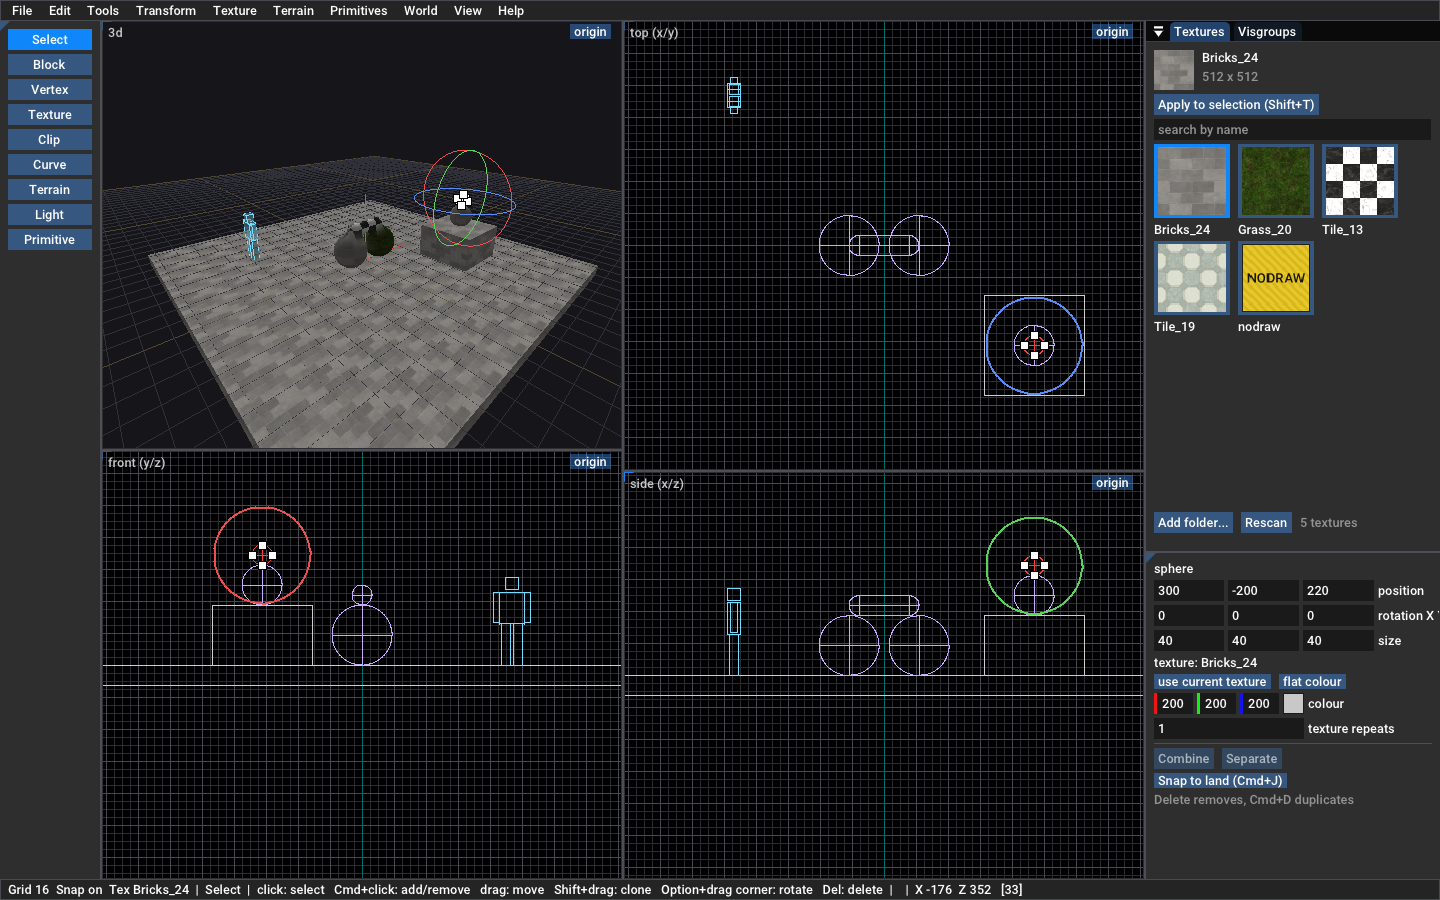 File Edit Tools Transform Texture Terrain Primitives World View Help
Select
Block
Vertex
Texture
Clip
Curve
Terrain
Light
Primitive
3d
origin
top (x/y)
origin
front (y/z)
origin
side (x/z)
origin
Textures Visgroups
Bricks_24
512 x 512
Apply to selection (Shift+T)
search by name
Bricks_24 Grass_20 Tile_13
NODRAW
Tile_19 nodraw
Add folder... Rescan 5 textures
sphere
300 -200 220 position
0 0 0 rotation X Y
40 40 40 size
texture: Bricks_24
use current texture flat colour
200 200 200 colour
1 texture repeats
Combine Separate
Snap to land (Cmd+J)
Delete removes, Cmd+D duplicates
Grid 16 Snap on Tex Bricks_24 | Select | click: select Cmd+click: add/remove drag: move Shift+drag: clone Option+drag corner: rotate Del: delete | | X -176 Z 352 [33]